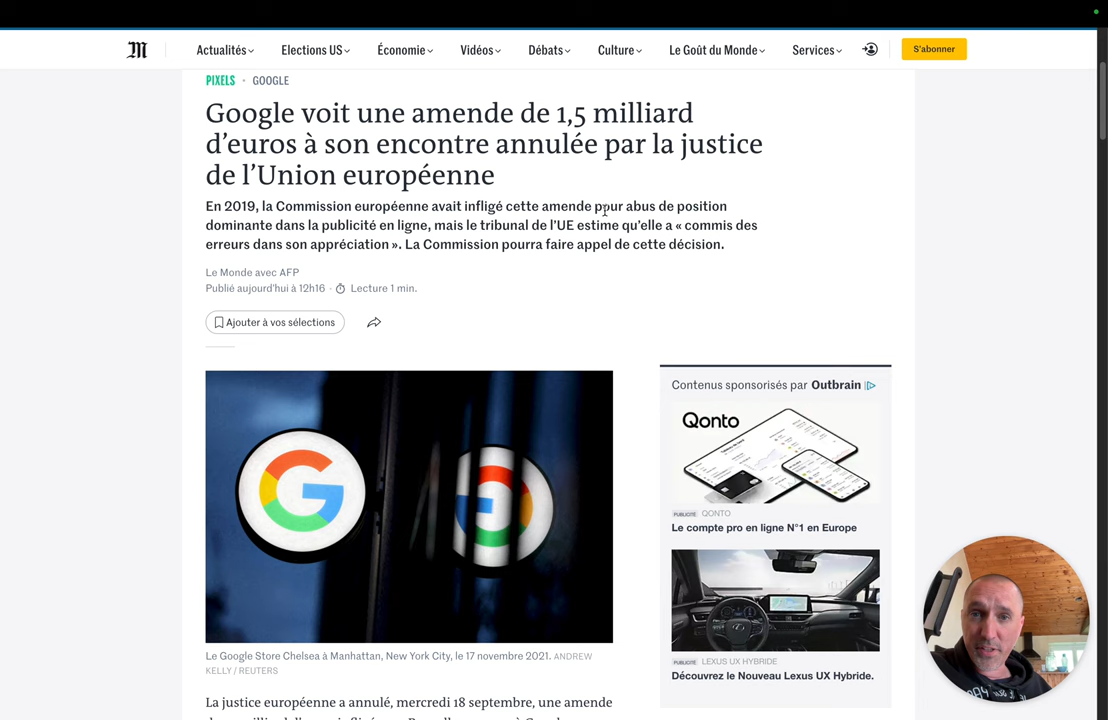 M
Actualités
Elections US
Économie
Vidéos
Débats
Culture
Le Goût du Monde
Services
S'abonner
PIXELS · GOOGLE
Google voit une amende de 1,5 milliard
d'euros à son encontre annulée par la justice
de l'Union européenne
En 2019, la Commission européenne avait infligé cette amende pour abus de position
dominante dans la publicité en ligne, mais le tribunal de l'UE estime qu'elle a « commis des
erreurs dans son appréciation ». La Commission pourra faire appel de cette décision.
Le Monde avec AFP
Publié aujourd'hui à 12h16 · Lecture 1 min.
Ajouter à vos sélections
Contenus sponsorisés par Outbrain
Qonto
PUBLICITÉ QONTO
Le compte pro en ligne N°1 en Europe
PUBLICITÉ LEXUS UX HYBRIDE
Découvrez le Nouveau Lexus UX Hybride.
G
Le Google Store Chelsea à Manhattan, New York City, le 17 novembre 2021. ANDREW
KELLY / REUTERS
La justice européenne a annulé, mercredi 18 septembre, une amende